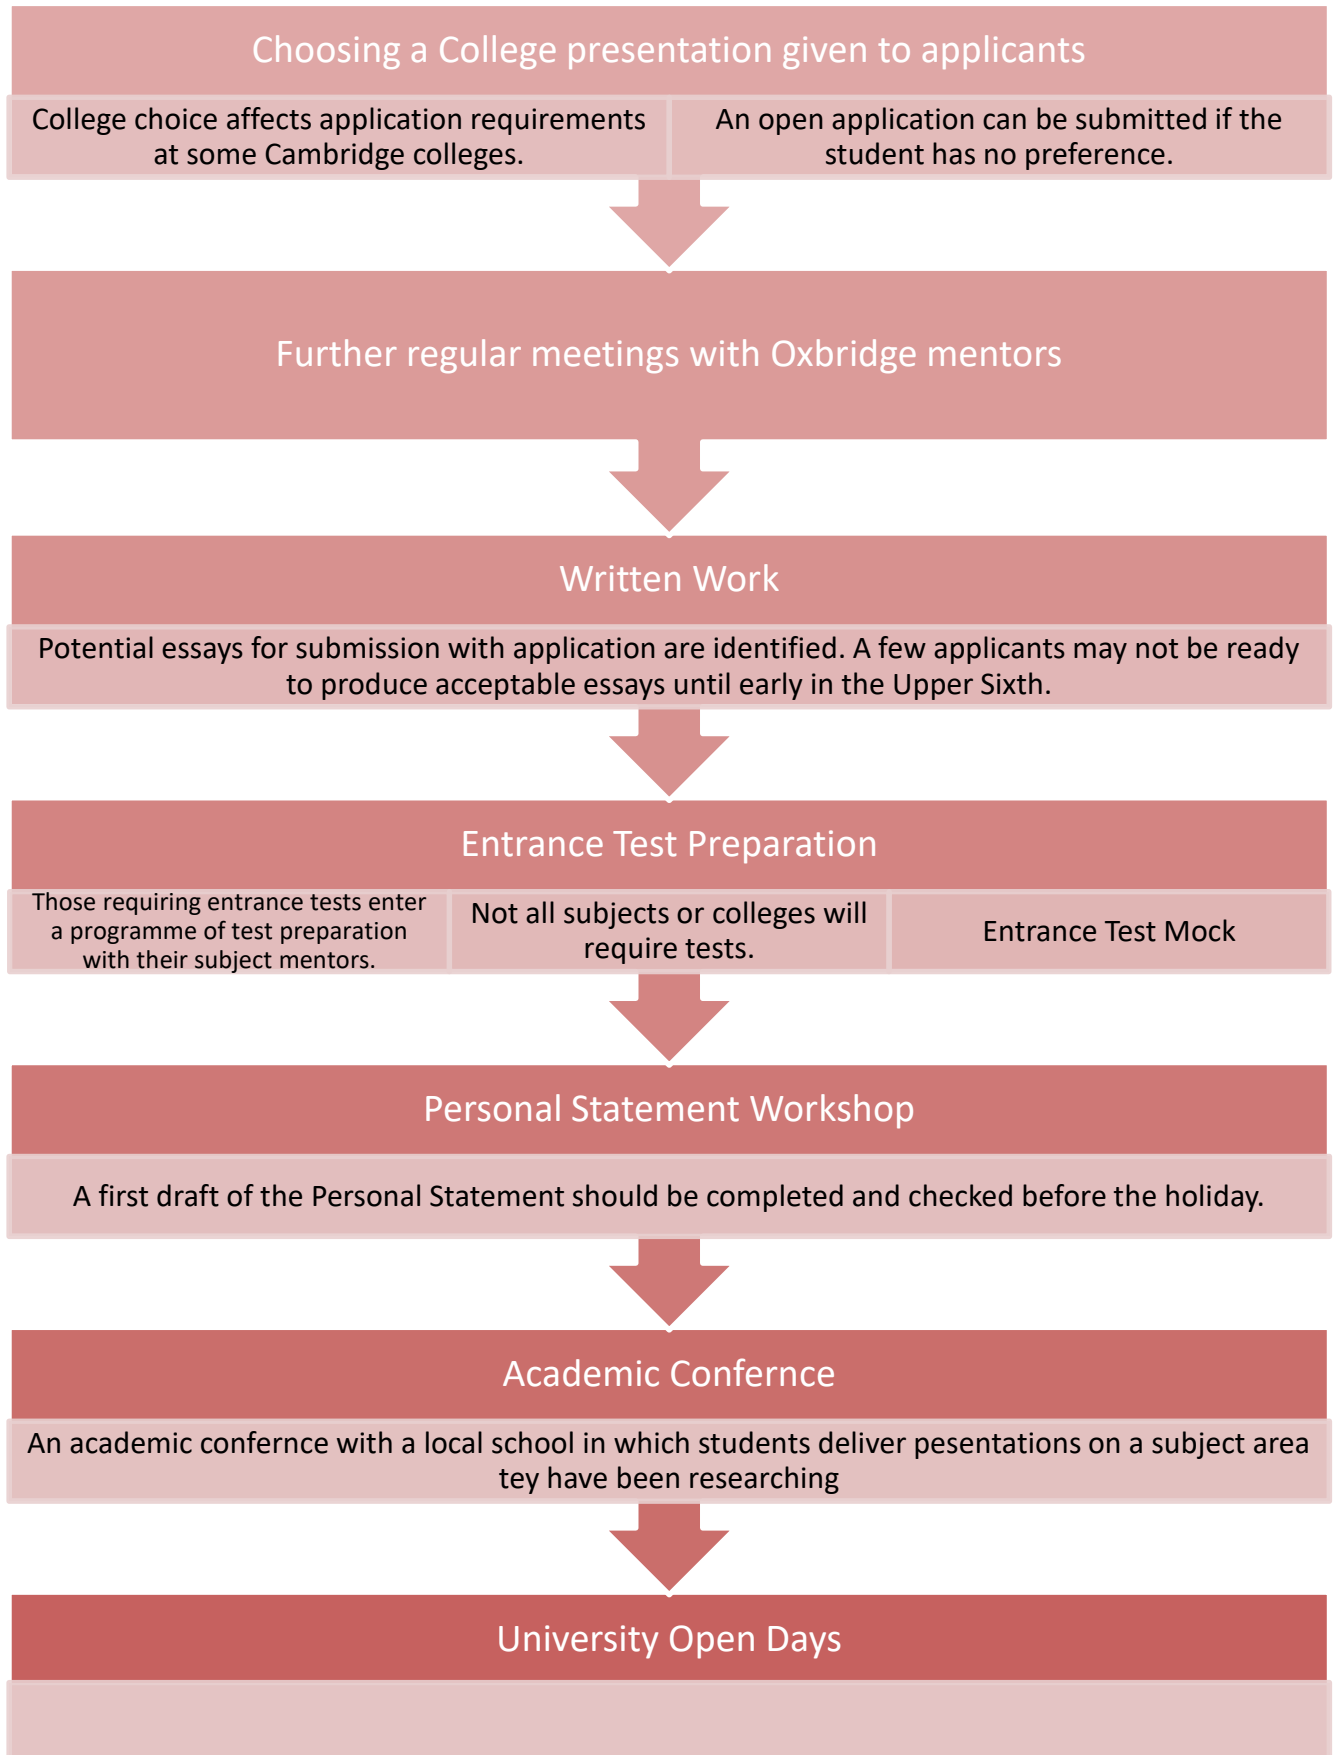 Choosing a College presentation given to applicants
College choice affects application requirements
at some Cambridge colleges.
An open application can be submitted if the
student has no preference.
Further regular meetings with Oxbridge mentors
Written Work
Potential essays for submission with application are identified. A few applicants may not be ready
to produce acceptable essays until early in the Upper Sixth.
Entrance Test Preparation
Those requiring entrance tests enter
a programme of test preparation
with their subject mentors.
Not all subjects or colleges will
require tests.
Entrance Test Mock
Personal Statement Workshop
A first draft of the Personal Statement should be completed and checked before the holiday.
Academic Confernce
An academic confernce with a local school in which students deliver pesentations on a subject area
tey have been researching
University Open Days